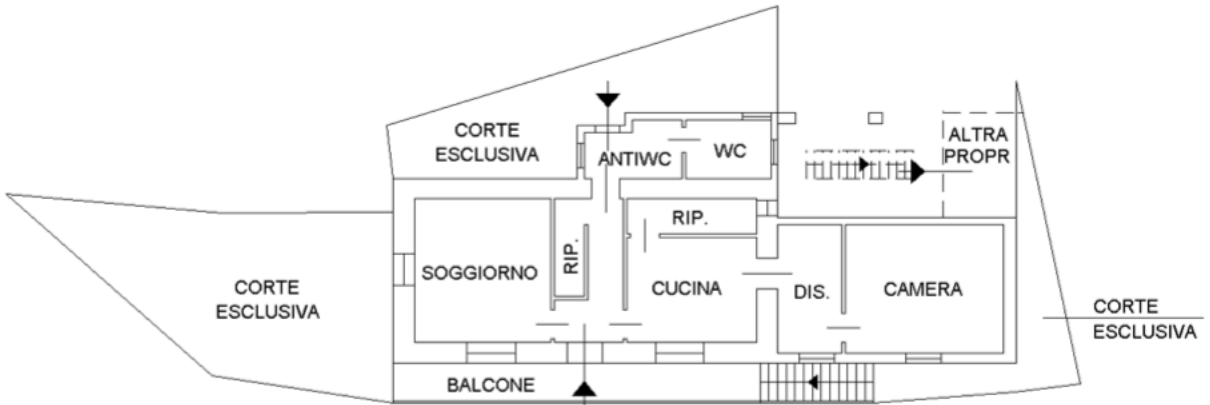 CORTE
ESCLUSIVA
ANTIWC
WC
ALTRA
PROPR
RIP.
RIP.
SOGGIORNO
CUCINA
DIS.
CAMERA
CORTE
ESCLUSIVA
CORTE
ESCLUSIVA
BALCONE